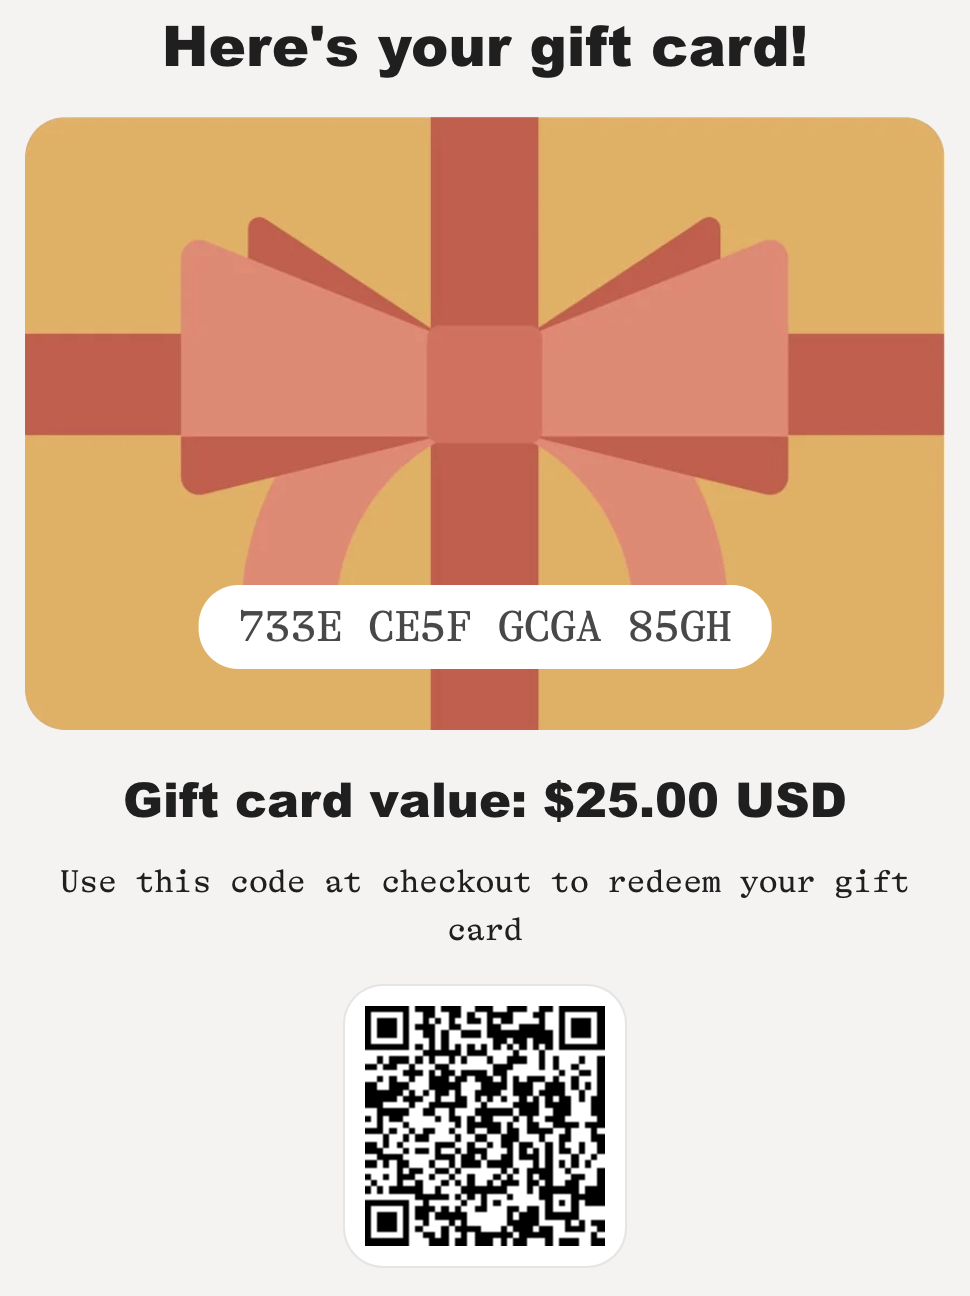 Here's your gift card!
733E CE5F GCGA 85GH
Gift card value: $25.00 USD
Use this code at checkout to redeem your gift
card